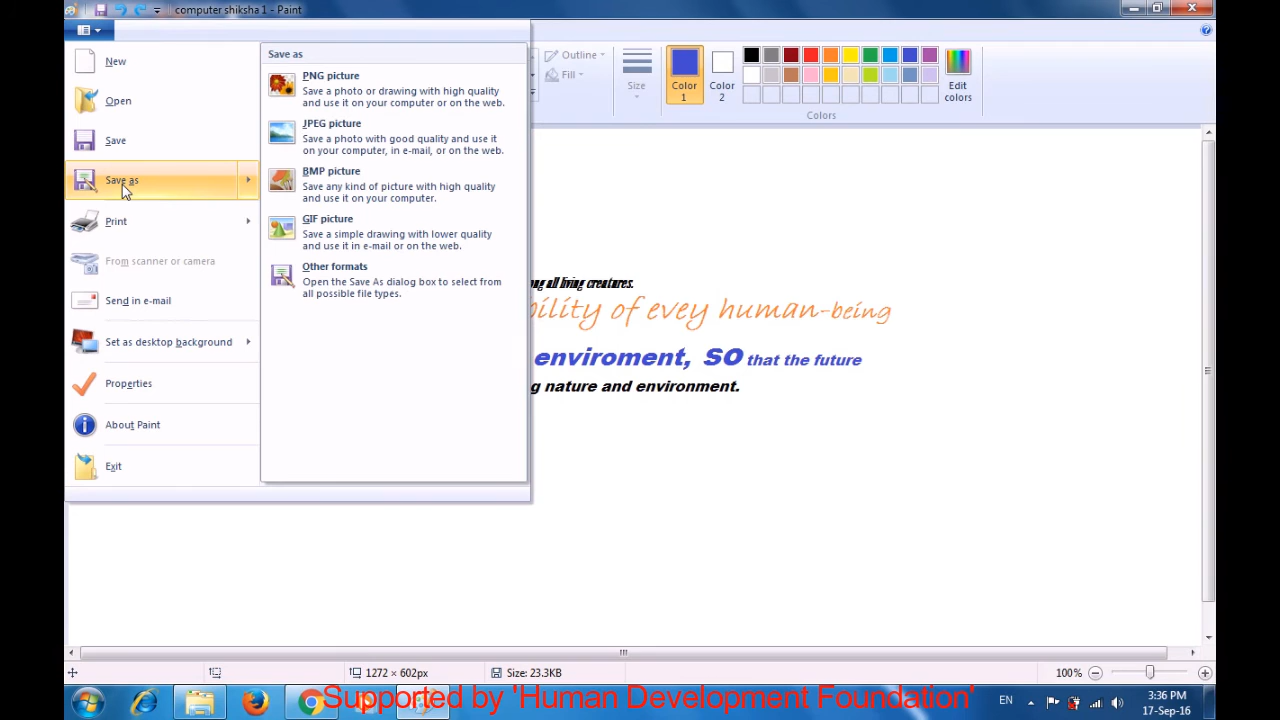 computer shiksha 1 - Paint
New
Open
Save
Save as
Print
From scanner or camera
Send in e-mail
Set as desktop background
Properties
About Paint
Exit
Save as
PNG picture
Save a photo or drawing with high quality
and use it on your computer or on the web.
JPEG picture
Save a photo with good quality and use it
on your computer, in e-mail, or on the web.
BMP picture
Save any kind of picture with high quality
and use it on your computer.
GIF picture
Save a simple drawing with lower quality
and use it in e-mail or on the web.
Other formats
Open the Save As dialog box to select from
all possible file types.
Outline
Fill
Size
Color
1
Color
2
Edit
colors
Colors
all living creatures.
of evey human-being
enviroment, SO that the future
nature and environment.
1272 × 602px
Size: 23.3KB
100%
Supported by 'Human Development Foundation'
EN
3:36 PM
17-Sep-16